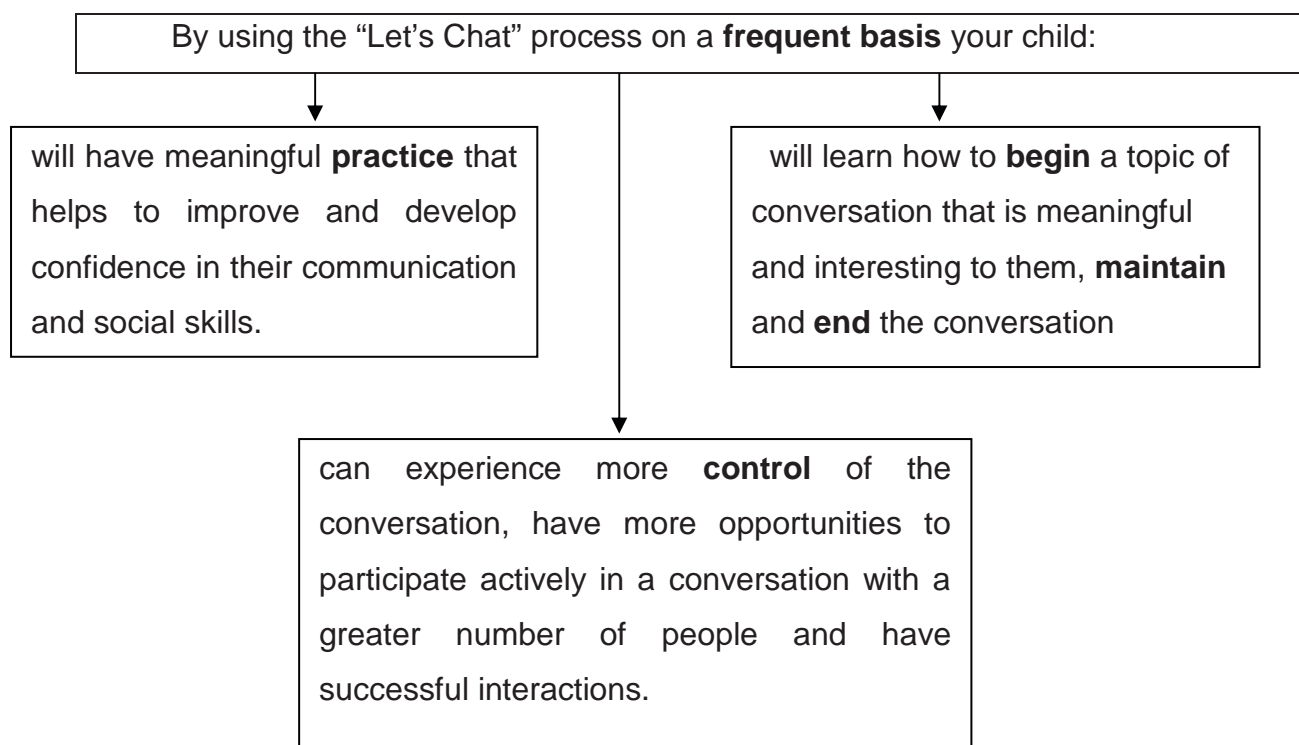 By using the “Let’s Chat” process on a frequent basis your child:
will have meaningful practice that
helps to improve and develop
confidence in their communication
and social skills.
will learn how to begin a topic of
conversation that is meaningful
and interesting to them, maintain
and end the conversation
can experience more control of the
conversation, have more opportunities to
participate actively in a conversation with a
greater number of people and have
successful interactions.